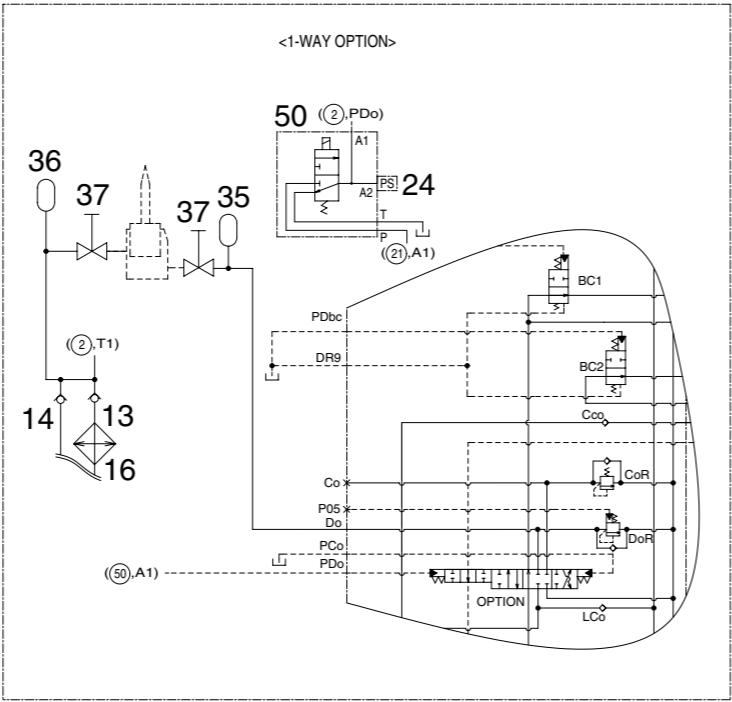 <1-WAY OPTION>
50
(②,PDo)
A1
36
37
37
35
A2
PS
24
T
P
(㉑,A1)
BC1
PDbc
DR9
BC2
(②,T1)
Cco
14
13
16
Co
CoR
P05
Do
DoR
PCo
(㊿,A1)
PDo
OPTION
LCo